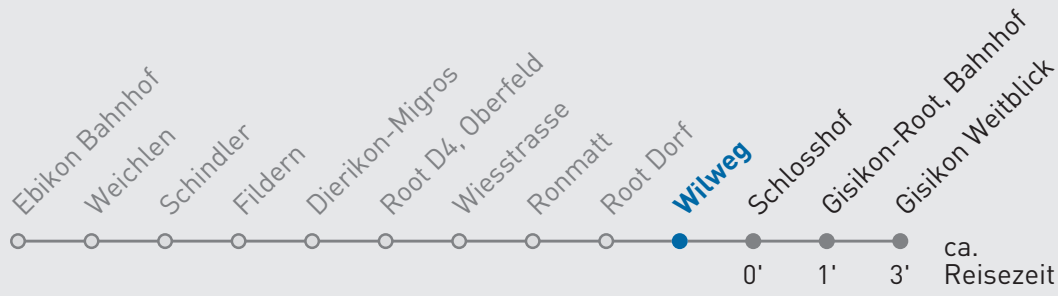 Ebikon Bahnhof
Weichlen
Schindler
Fildern
Dierikon-Migros
Root D4, Oberfeld
Wiesstrasse
Ronmatt
Root Dorf
Wilweg
Schlosshof
Gisikon-Root, Bahnhof
Gisikon Weitblick
0' 1' 3' ca.
Reisezeit